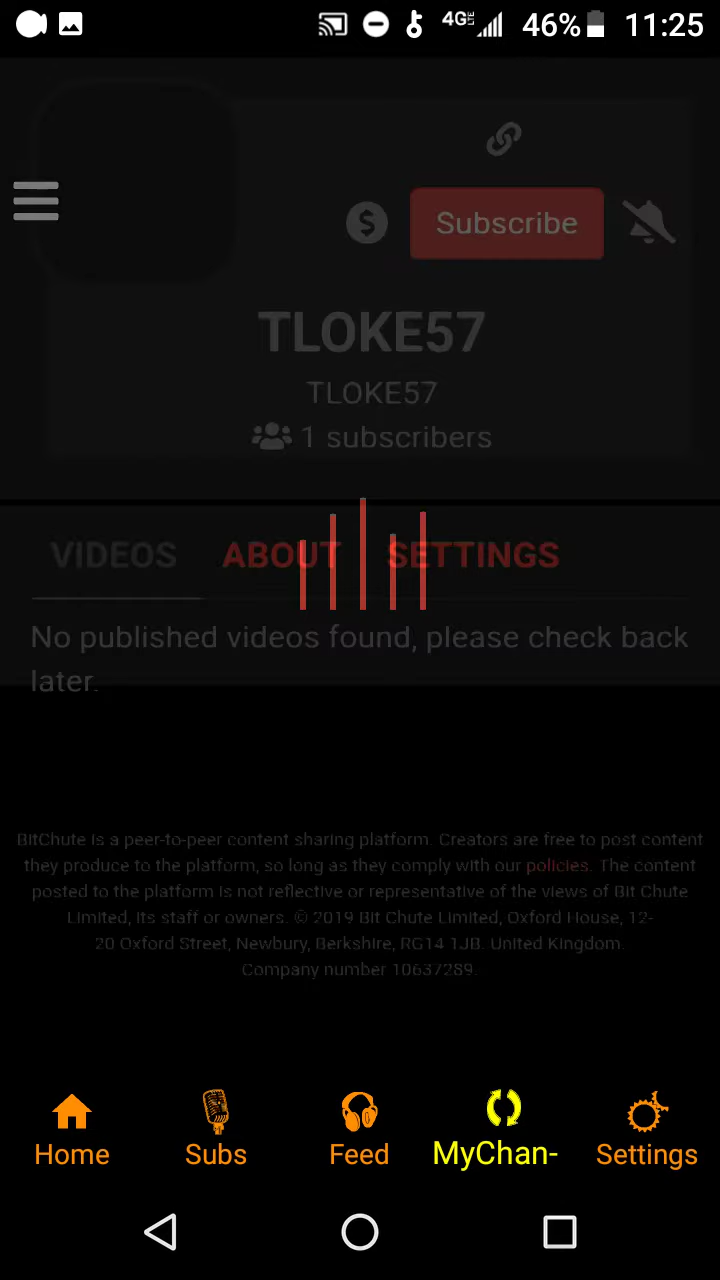 4G LTE 46% 11:25
Subscribe
TLOKE57
TLOKE57
1 subscribers
VIDEOS ABOUT SETTINGS
No published videos found, please check back
later.
BitChute is a peer-to-peer content sharing platform. Creators are free to post content
they produce to the platform, so long as they comply with our policies. The content
posted to the platform is not reflective or representative of the views of Bit Chute
Limited, its staff or owners. © 2019 Bit Chute Limited, Oxford House, 12-
20 Oxford Street, Newbury, Berkshire, RG14 1JB. United Kingdom.
Company number 10637289.
Home Subs Feed MyChan- Settings